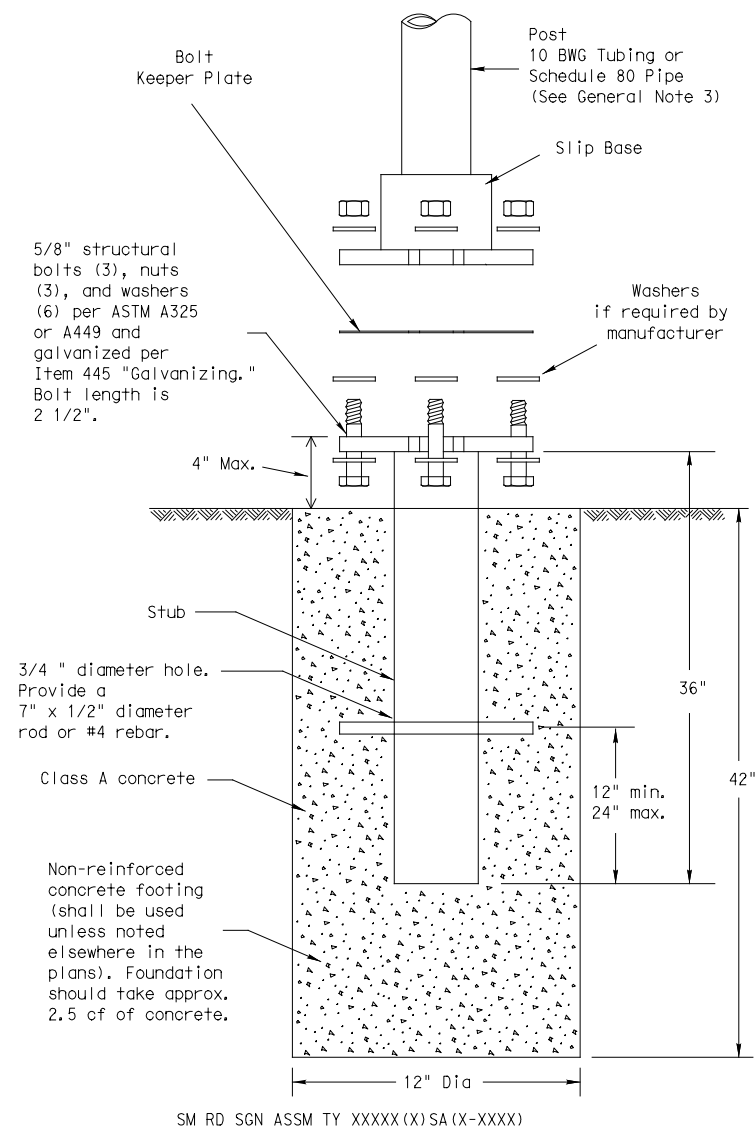 Post
10 BWG Tubing or
Schedule 80 Pipe
(See General Note 3)
Bolt
Keeper Plate
Slip Base
5/8" structural
bolts (3), nuts
(3), and washers
(6) per ASTM A325
or A449 and
galvanized per
Item 445 "Galvanizing."
Bolt length is
2 1/2".
Washers
if required by
manufacturer
4" Max.
Stub
3/4 " diameter hole.
Provide a
7" x 1/2" diameter
rod or #4 rebar.
36"
Class A concrete
12" min.
24" max.
42"
Non-reinforced
concrete footing
(shall be used
unless noted
elsewhere in the
plans). Foundation
should take approx.
2.5 cf of concrete.
12" Dia
SM RD SGN ASSM TY XXXXX(X)SA(X-XXXX)